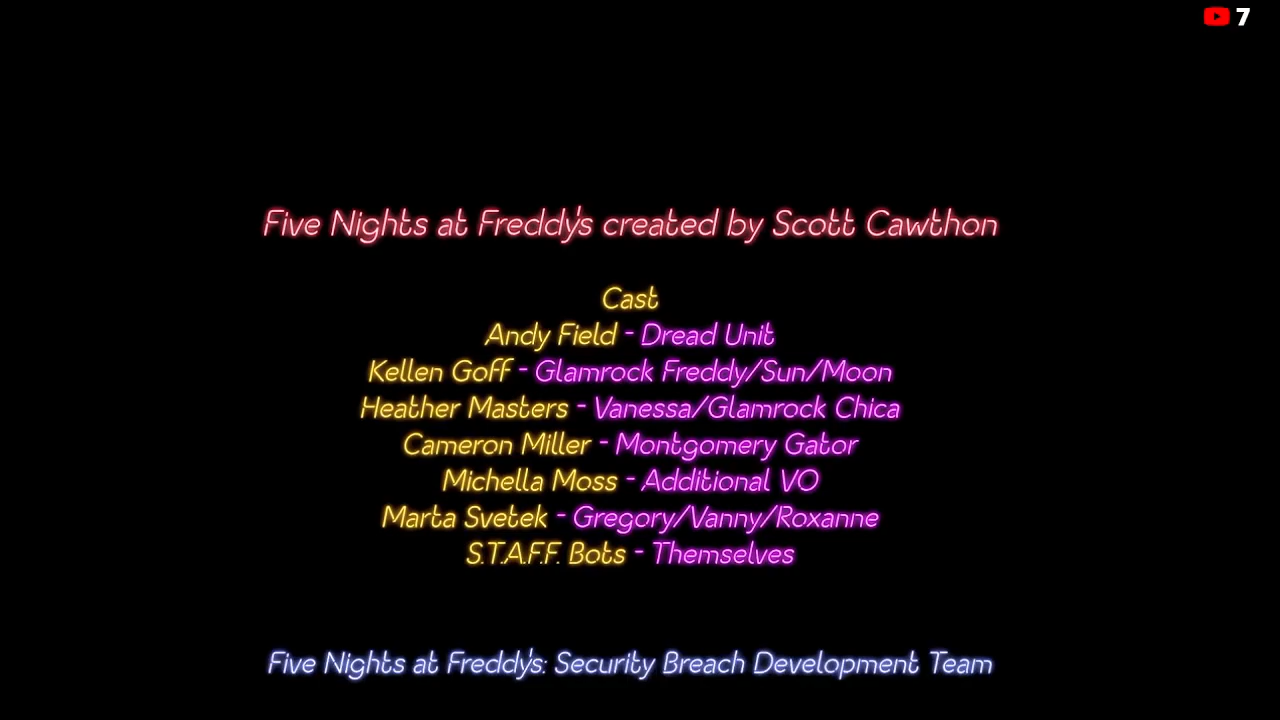 7
Five Nights at Freddy's created by Scott Cawthon
Cast
Andy Field - Dread Unit
Kellen Goff - Glamrock Freddy/Sun/Moon
Heather Masters - Vanessa/Glamrock Chica
Cameron Miller - Montgomery Gator
Michella Moss - Additional VO
Marta Svetek - Gregory/Vanny/Roxanne
S.T.A.F.F. Bots - Themselves
Five Nights at Freddy's: Security Breach Development Team